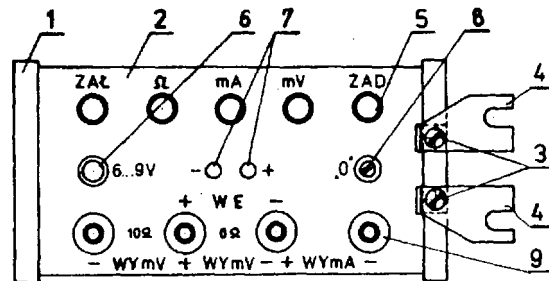 1 2 6 7 5 8
ZAŁ Ω mA mV ZAD
4
6...9V - + "0"
3
+ WE -
10Ω 6Ω
4
- WYmV + WYmV - + WYmA -
9